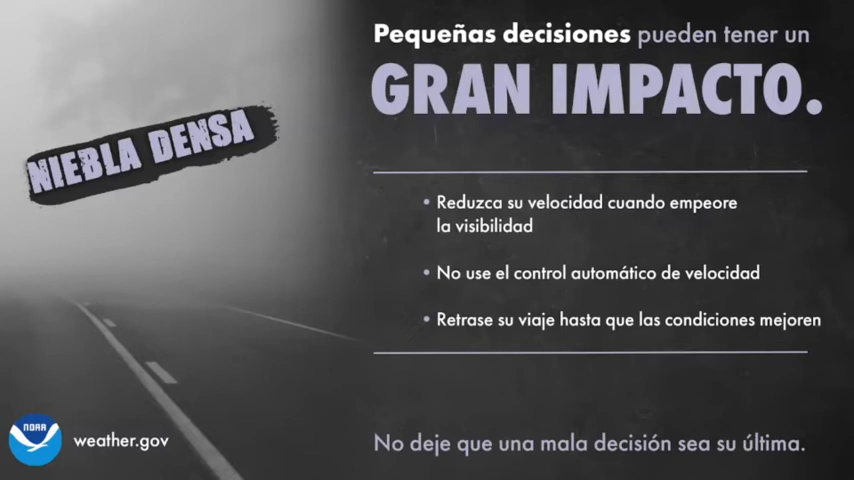 Pequeñas decisiones pueden tener un
GRAN IMPACTO.
NIEBLA DENSA
• Reduzca su velocidad cuando empeore
la visibilidad
• No use el control automático de velocidad
• Retrase su viaje hasta que las condiciones mejoren
NOAA
weather.gov
No deje que una mala decisión sea su última.